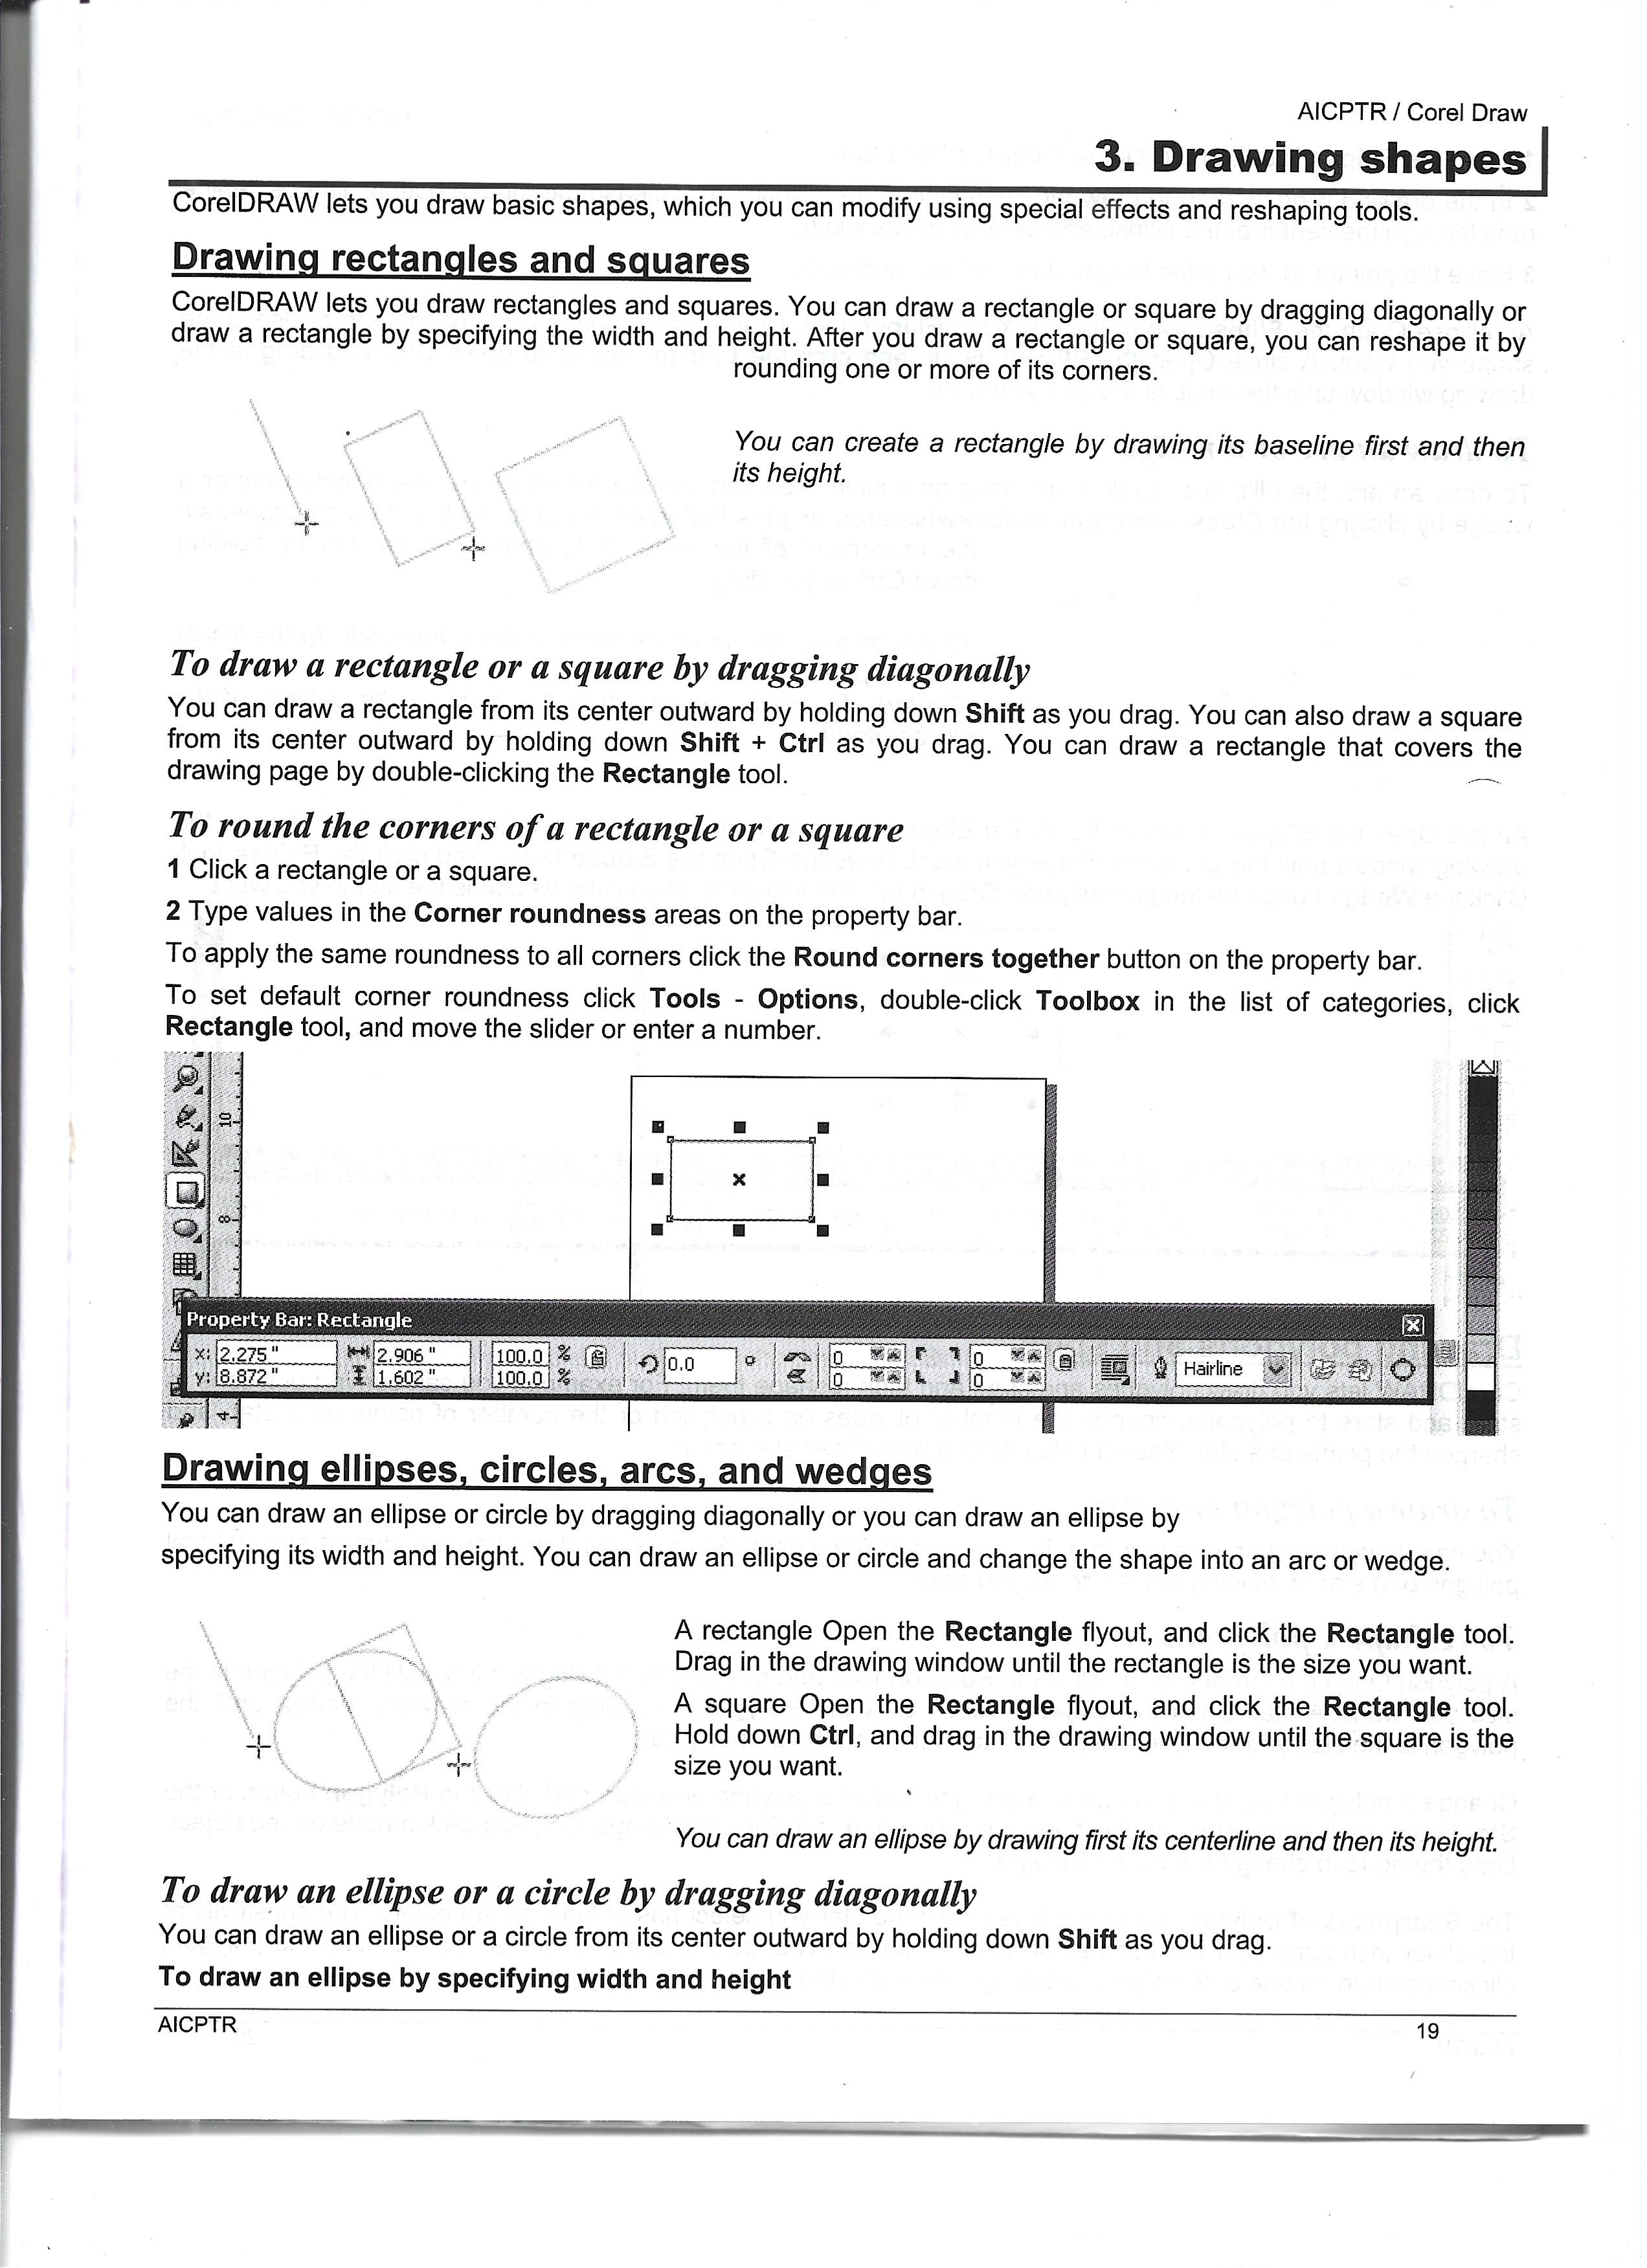 AICPTR / Corel Draw
3. Drawing shapes
CorelDRAW lets you draw basic shapes, which you can modify using special effects and reshaping tools.
Drawing rectangles and squares
CorelDRAW lets you draw rectangles and squares. You can draw a rectangle or square by dragging diagonally or
draw a rectangle by specifying the width and height. After you draw a rectangle or square, you can reshape it by
rounding one or more of its corners.
You can create a rectangle by drawing its baseline first and then
its height.
To draw a rectangle or a square by dragging diagonally
You can draw a rectangle from its center outward by holding down Shift as you drag. You can also draw a square
from its center outward by holding down Shift + Ctrl as you drag. You can draw a rectangle that covers the
drawing page by double-clicking the Rectangle tool.
To round the corners of a rectangle or a square
1 Click a rectangle or a square.
2 Type values in the Corner roundness areas on the property bar.
To apply the same roundness to all corners click the Round corners together button on the property bar.
To set default corner roundness click Tools - Options, double-click Toolbox in the list of categories, click
Rectangle tool, and move the slider or enter a number.
10
8
Property Bar: Rectangle
x: 2.275 " 2.906 " 100.0 % 0.0 ° 0 0 Hairline
y: 8.872 " 1.602 " 100.0 % 0 0
4
Drawing ellipses, circles, arcs, and wedges
You can draw an ellipse or circle by dragging diagonally or you can draw an ellipse by
specifying its width and height. You can draw an ellipse or circle and change the shape into an arc or wedge.
A rectangle Open the Rectangle flyout, and click the Rectangle tool.
Drag in the drawing window until the rectangle is the size you want.
A square Open the Rectangle flyout, and click the Rectangle tool.
Hold down Ctrl, and drag in the drawing window until the square is the
size you want.
You can draw an ellipse by drawing first its centerline and then its height.
To draw an ellipse or a circle by dragging diagonally
You can draw an ellipse or a circle from its center outward by holding down Shift as you drag.
To draw an ellipse by specifying width and height
AICPTR
19